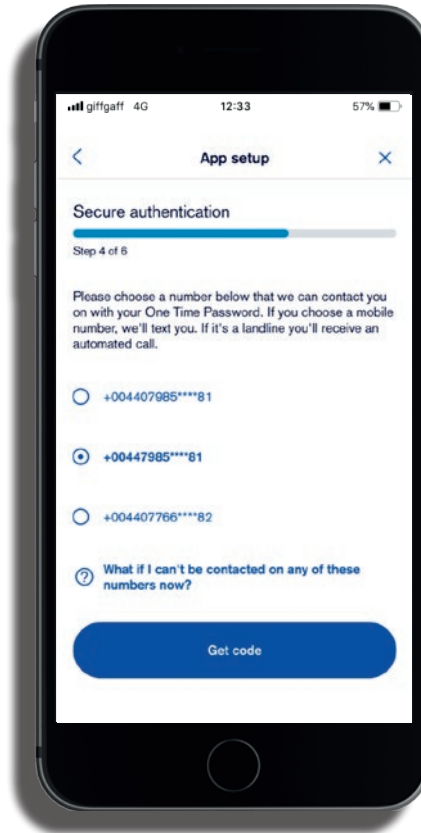 giffgaff 4G 12:33 57%
App setup
Secure authentication
Step 4 of 6
Please choose a number below that we can contact you
on with your One Time Password. If you choose a mobile
number, we'll text you. If it's a landline you'll receive an
automated call.
+004407985****81
+00447985****81
+004407766****82
What if I can't be contacted on any of these
numbers now?
Get code